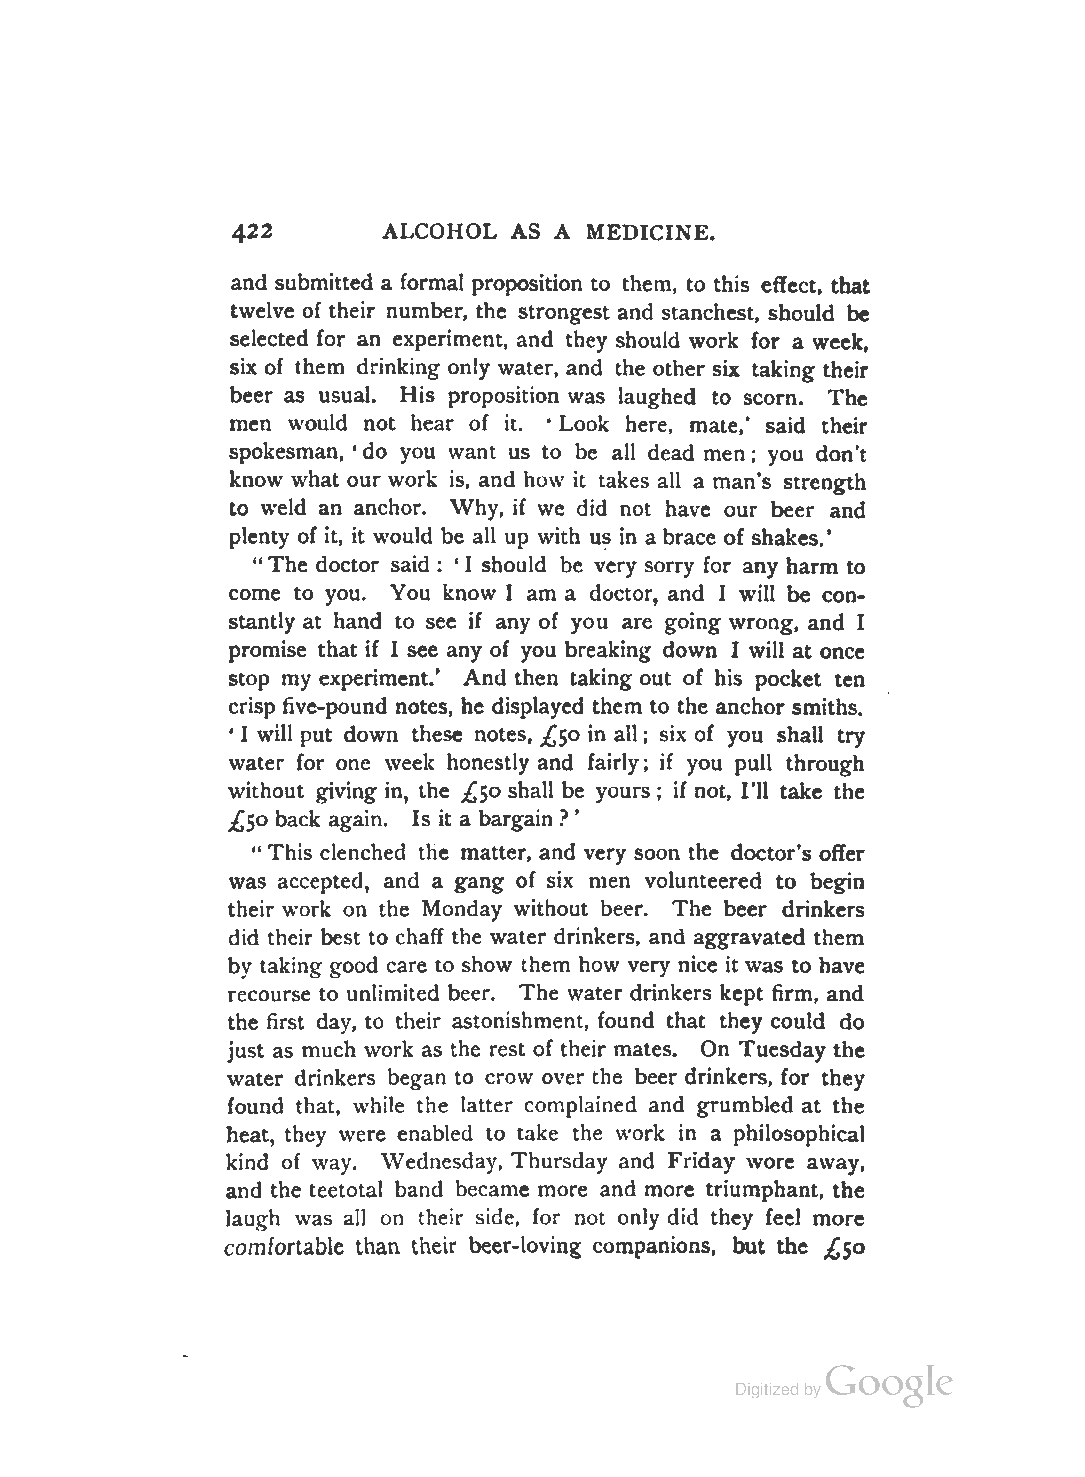 422 ALCOHOL AS A MEDICINE.
and submitted a formal proposition to them, to this effect, that
twelve of their number, the strongest and stanchest, should be
selected for an experiment, and they should work for a week,
six of them drinking only water, and the other six taking their
beer as usual. His proposition was laughed to scorn. The
men would not hear of it. ‘Look here, mate,’ said their
spokesman, ‘do you want us to be all dead men; you don't
know what our work is, and how it takes all a man's strength
to weld an anchor. Why, if we did not have our beer and
plenty of it, it would be all up with us in a brace of shakes.’
“The doctor said: ‘I should be very sorry for any harm to
come to you. You know I am a doctor, and I will be con-
stantly at hand to see if any of you are going wrong, and I
promise that if I see any of you breaking down I will at once
stop my experiment.’ And then taking out of his pocket ten
crisp five-pound notes, he displayed them to the anchor smiths.
‘I will put down these notes, £50 in all; six of you shall try
water for one week honestly and fairly; if you pull through
without giving in, the £50 shall be yours; if not, I'll take the
£50 back again. Is it a bargain?’
“This clenched the matter, and very soon the doctor's offer
was accepted, and a gang of six men volunteered to begin
their work on the Monday without beer. The beer drinkers
did their best to chaff the water drinkers, and aggravated them
by taking good care to show them how very nice it was to have
recourse to unlimited beer. The water drinkers kept firm, and
the first day, to their astonishment, found that they could do
just as much work as the rest of their mates. On Tuesday the
water drinkers began to crow over the beer drinkers, for they
found that, while the latter complained and grumbled at the
heat, they were enabled to take the work in a philosophical
kind of way. Wednesday, Thursday and Friday wore away,
and the teetotal band became more and more triumphant, the
laugh was all on their side, for not only did they feel more
comfortable than their beer-loving companions, but the £50
Digitized by Google